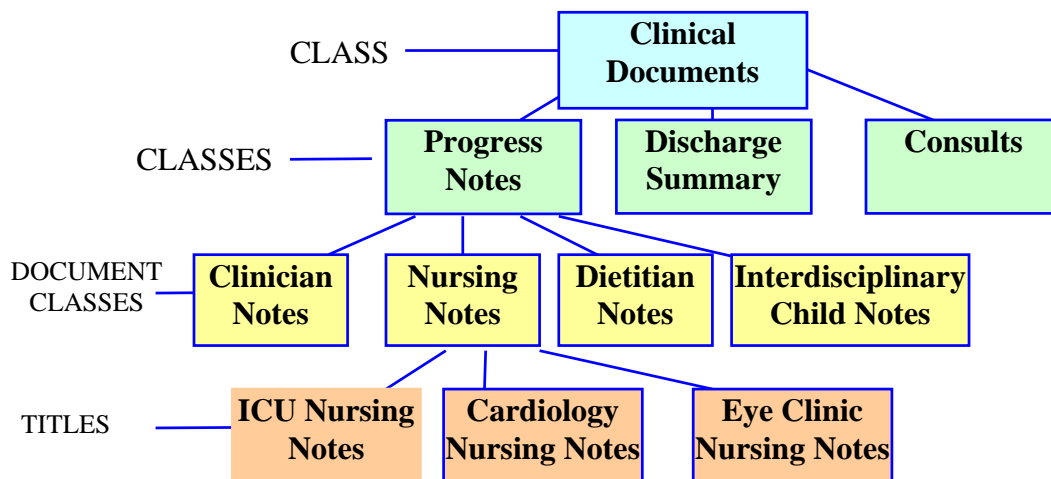 CLASS
Clinical
Documents
CLASSES
Progress
Notes
Discharge
Summary
Consults
DOCUMENT
CLASSES
Clinician
Notes
Nursing
Notes
Dietitian
Notes
Interdisciplinary
Child Notes
TITLES
ICU Nursing
Notes
Cardiology
Nursing Notes
Eye Clinic
Nursing Notes